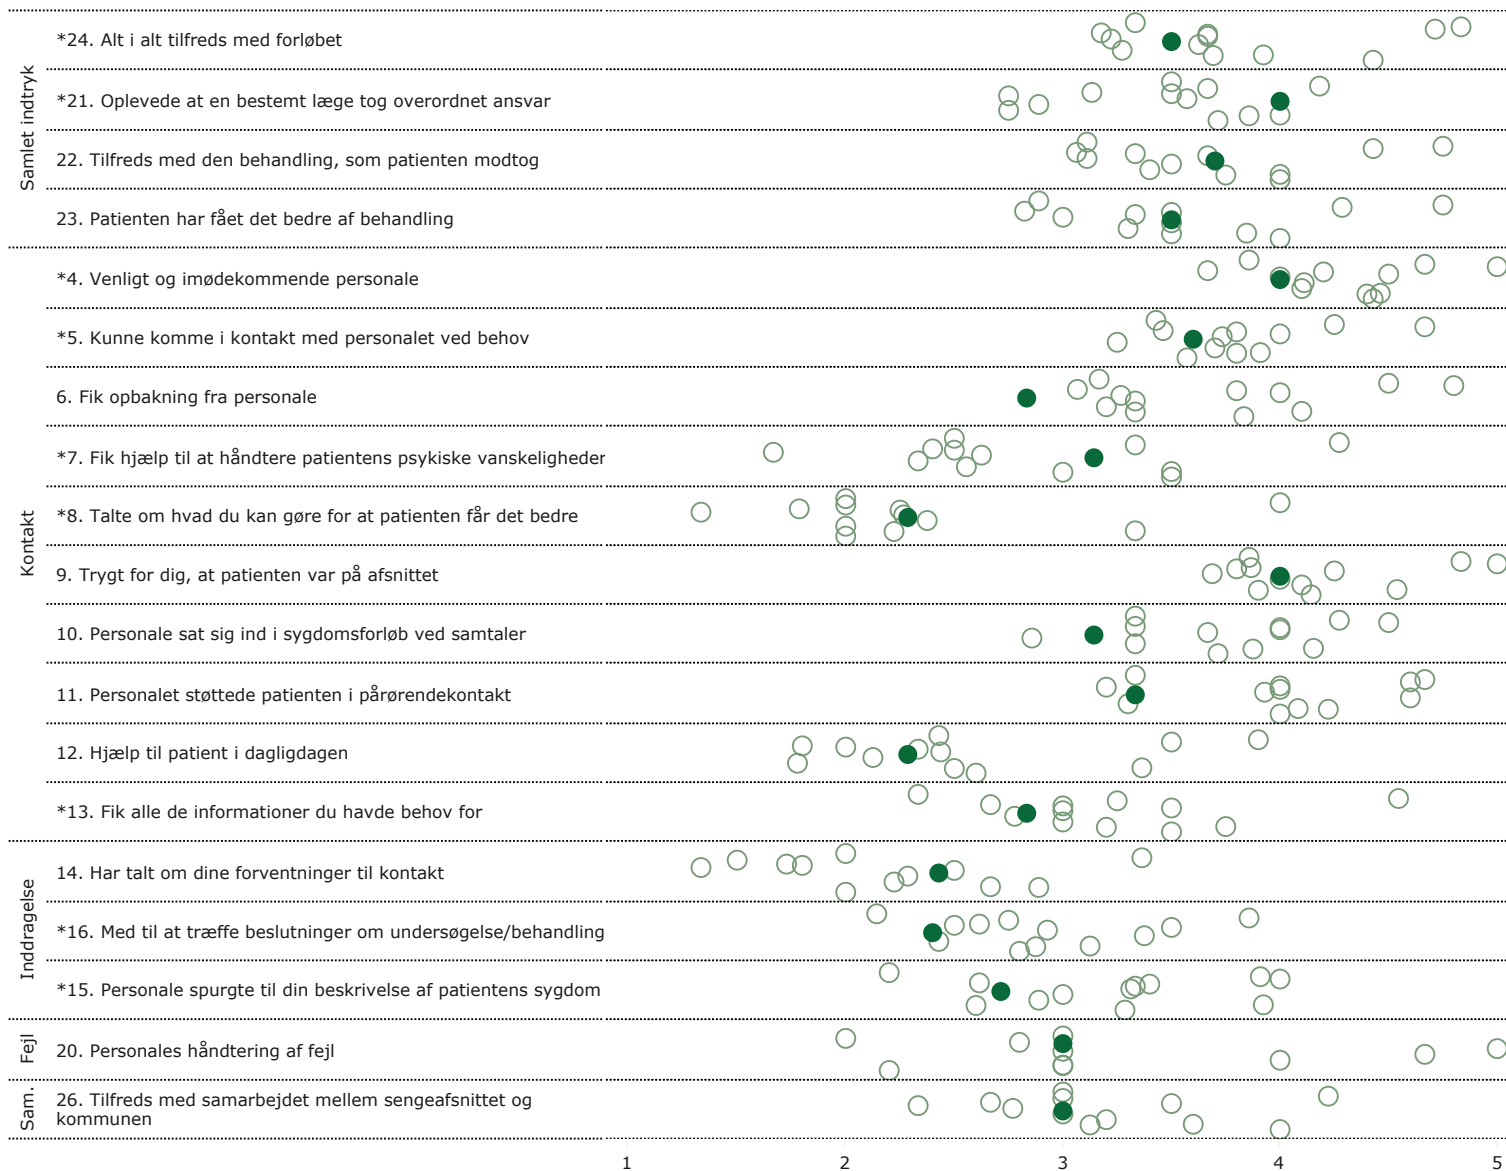 Samlet indtryk
*24. Alt i alt tilfreds med forløbet
*21. Oplevede at en bestemt læge tog overordnet ansvar
22. Tilfreds med den behandling, som patienten modtog
23. Patienten har fået det bedre af behandling
Kontakt
*4. Venligt og imødekommende personale
*5. Kunne komme i kontakt med personalet ved behov
6. Fik opbakning fra personale
*7. Fik hjælp til at håndtere patientens psykiske vanskeligheder
*8. Talte om hvad du kan gøre for at patienten får det bedre
9. Trygt for dig, at patienten var på afsnittet
10. Personale sat sig ind i sygdomsforløb ved samtaler
11. Personalet støttede patienten i pårørendekontakt
12. Hjælp til patient i dagligdagen
*13. Fik alle de informationer du havde behov for
Inddragelse
14. Har talt om dine forventninger til kontakt
*16. Med til at træffe beslutninger om undersøgelse/behandling
*15. Personale spurgte til din beskrivelse af patientens sygdom
Fejl
20. Personales håndtering af fejl
Sam.
26. Tilfreds med samarbejdet mellem sengeafsnittet og
kommunen
1 2 3 4 5